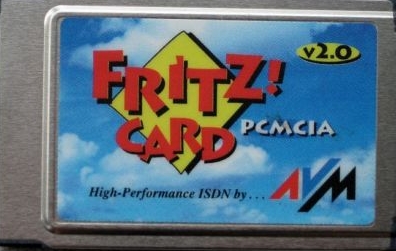 v2.0
FRITZ!
CARD PCMCIA
High-Performance ISDN by... AVM